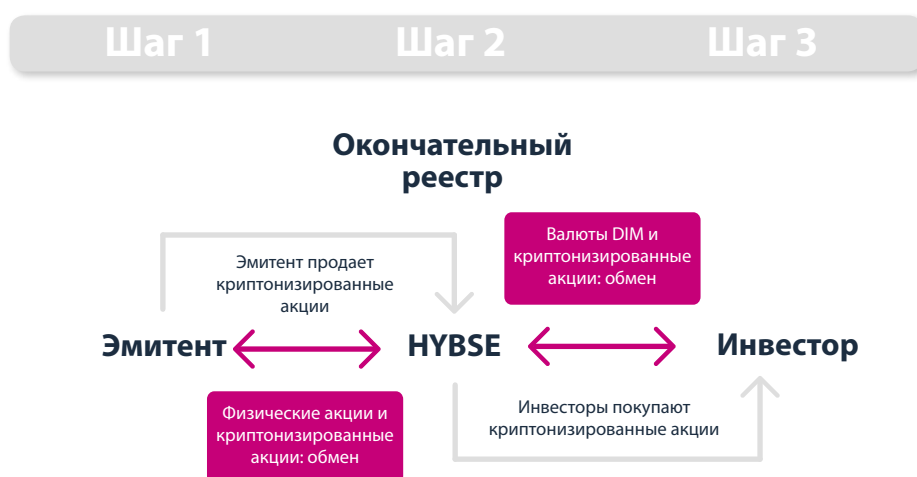 Шаг 1 Шаг 2 Шаг 3
Окончательный
реестр
Эмитент продает
криптонизированные
акции
Валюты DIM и
криптонизированные
акции: обмен
Эмитент HYBSE Инвестор
Физические акции и
криптонизированные
акции: обмен
Инвесторы покупают
криптонизированные акции